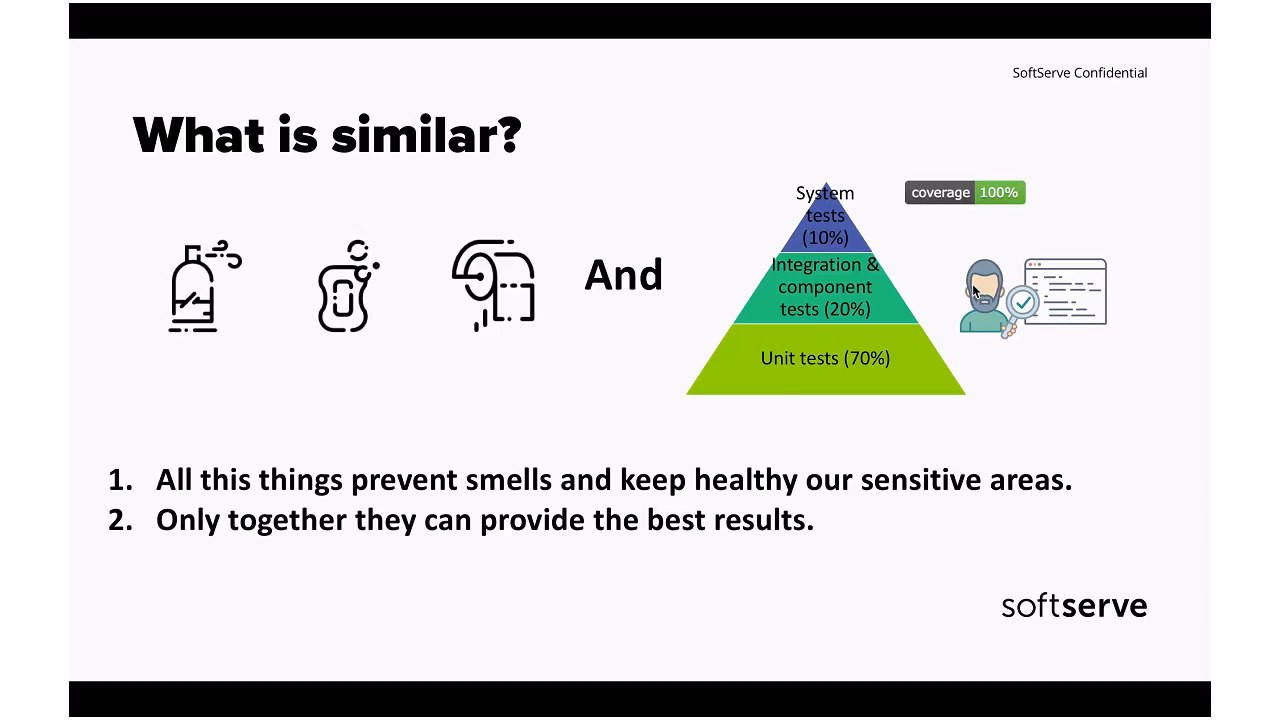 SoftServe Confidential
What is similar?
And
System
tests
(10%)
Integration &
component
tests (20%)
Unit tests (70%)
coverage 100%
1. All this things prevent smells and keep healthy our sensitive areas.
2. Only together they can provide the best results.
softserve